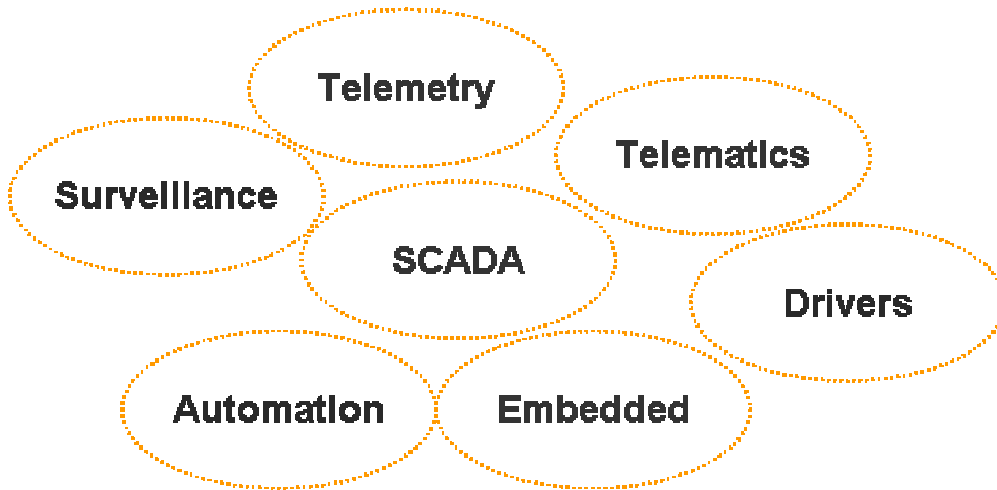 Telemetry
Telematics
Surveillance
SCADA
Drivers
Automation
Embedded